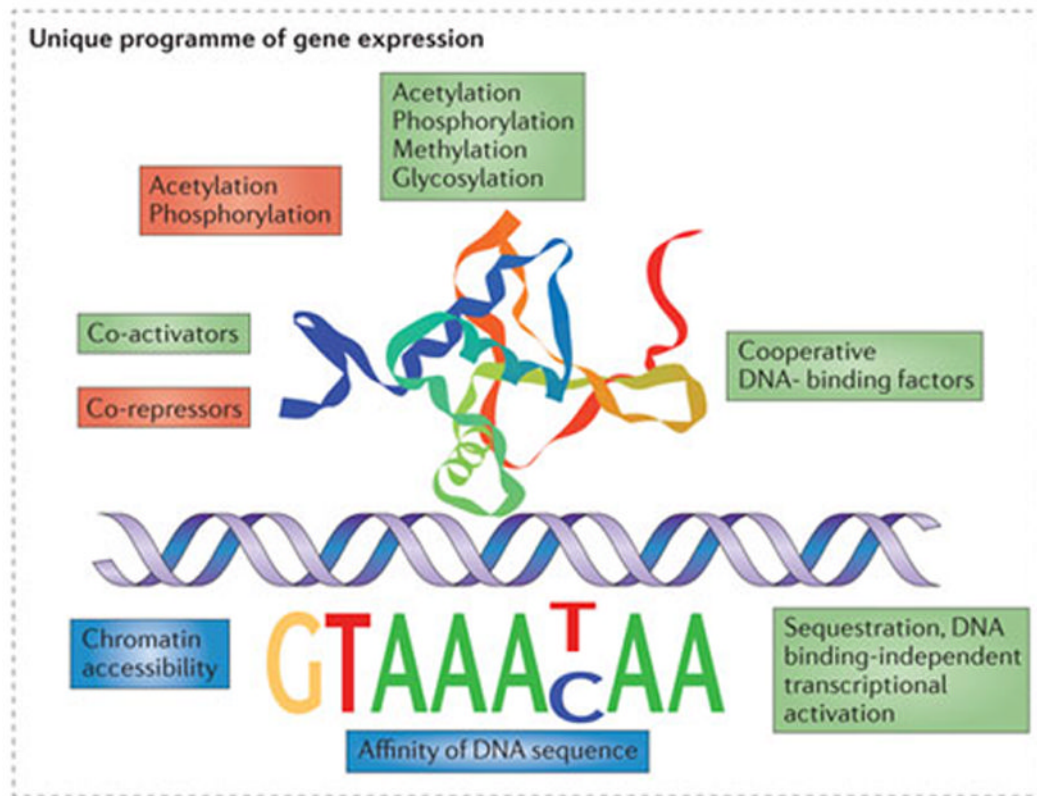 Unique programme of gene expression
Acetylation
Phosphorylation
Methylation
Glycosylation
Acetylation
Phosphorylation
Co-activators
Co-repressors
Cooperative
DNA- binding factors
Chromatin
accessibility
GTAAATAA
C
Sequestration, DNA
binding-independent
transcriptional
activation
Affinity of DNA sequence